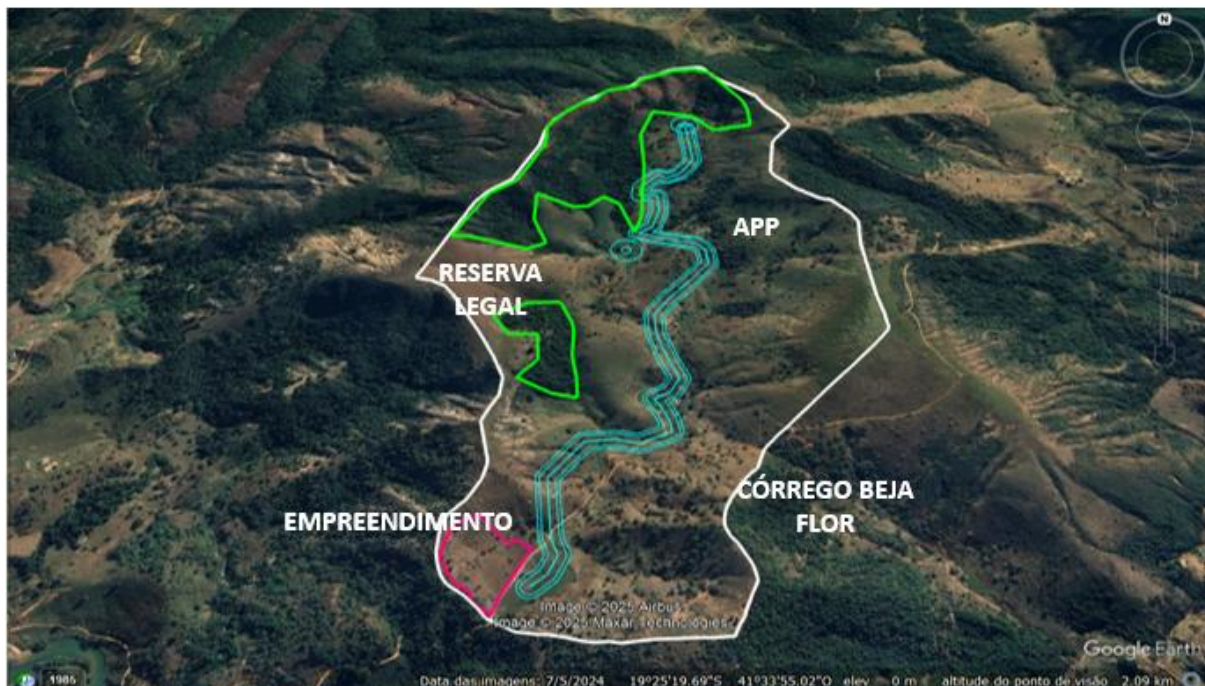 N
APP
RESERVA
LEGAL
CÓRREGO BEJA
FLOR
EMPREENDIMENTO
Image © 2025 Airbus
Image © 2025 Maxar Technologies
Google Earth
1985
Data das imagens: 7/5/2024 19°25'19.69"S 41°33'55.02"O elev 0 m altitude do ponto de visão 2.09 km